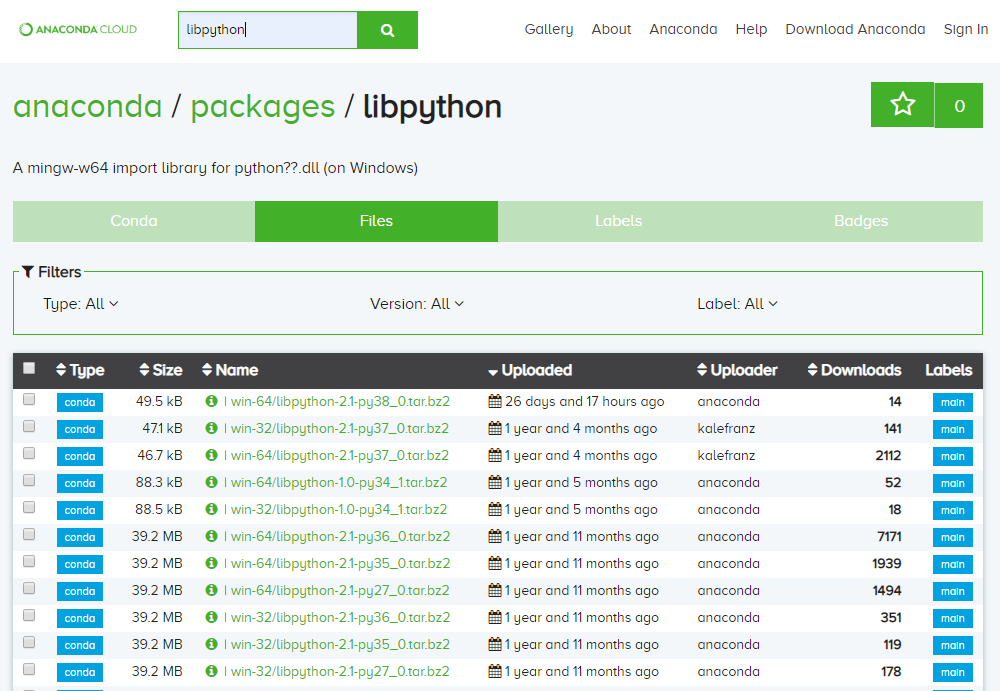 ANACONDA CLOUD libpython Gallery About Anaconda Help Download Anaconda Sign In
anaconda / packages / libpython 0
A mingw-w64 import library for python??.dll (on Windows)
Conda Files Labels Badges
Filters
Type: All Version: All Label: All
Type Size Name Uploaded Uploader Downloads Labels
conda 49.5 kB | win-64/libpython-2.1-py38_0.tar.bz2 26 days and 17 hours ago anaconda 14 main
conda 47.1 kB | win-32/libpython-2.1-py37_0.tar.bz2 1 year and 4 months ago kalefranz 141 main
conda 46.7 kB | win-64/libpython-2.1-py37_0.tar.bz2 1 year and 4 months ago kalefranz 2112 main
conda 88.3 kB | win-64/libpython-1.0-py34_1.tar.bz2 1 year and 5 months ago anaconda 52 main
conda 88.5 kB | win-32/libpython-1.0-py34_1.tar.bz2 1 year and 5 months ago anaconda 18 main
conda 39.2 MB | win-64/libpython-2.1-py36_0.tar.bz2 1 year and 11 months ago anaconda 7171 main
conda 39.2 MB | win-64/libpython-2.1-py35_0.tar.bz2 1 year and 11 months ago anaconda 1939 main
conda 39.2 MB | win-64/libpython-2.1-py27_0.tar.bz2 1 year and 11 months ago anaconda 1494 main
conda 39.2 MB | win-32/libpython-2.1-py36_0.tar.bz2 1 year and 11 months ago anaconda 351 main
conda 39.2 MB | win-32/libpython-2.1-py35_0.tar.bz2 1 year and 11 months ago anaconda 119 main
conda 39.2 MB | win-32/libpython-2.1-py27_0.tar.bz2 1 year and 11 months ago anaconda 178 main